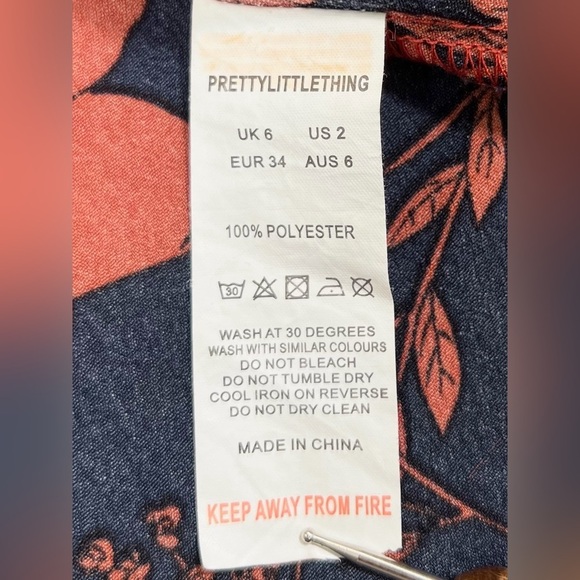 PRETTYLITTLETHING
UK 6 US 2
EUR 34 AUS 6
100% POLYESTER
30
WASH AT 30 DEGREES
WASH WITH SIMILAR COLOURS
DO NOT BLEACH
DO NOT TUMBLE DRY
COOL IRON ON REVERSE
DO NOT DRY CLEAN
MADE IN CHINA
KEEP AWAY FROM FIRE